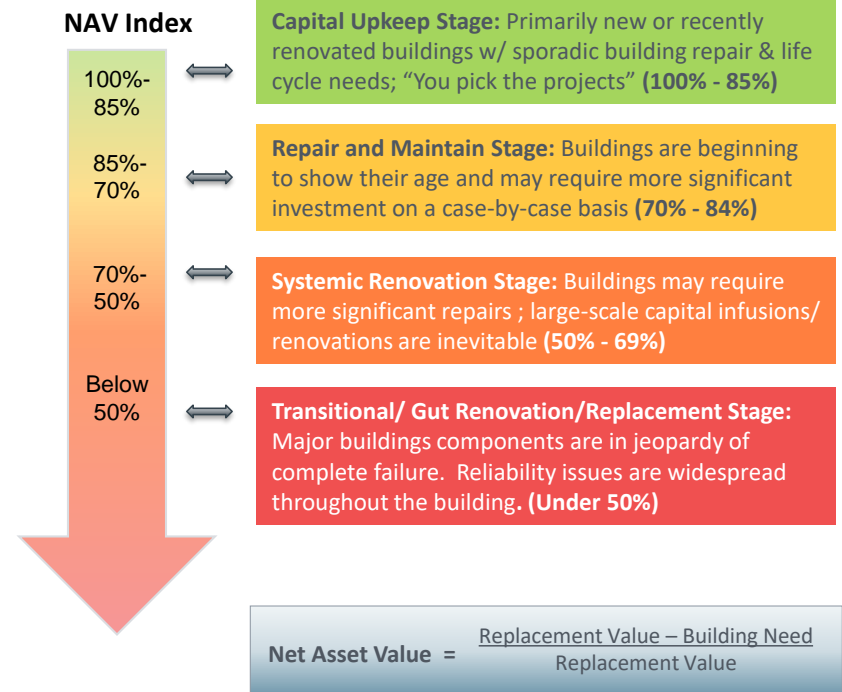 NAV Index
100%-
85%
Capital Upkeep Stage: Primarily new or recently
renovated buildings w/ sporadic building repair & life
cycle needs; “You pick the projects” (100% - 85%)
85%-
70%
Repair and Maintain Stage: Buildings are beginning
to show their age and may require more significant
investment on a case-by-case basis (70% - 84%)
70%-
50%
Systemic Renovation Stage: Buildings may require
more significant repairs ; large-scale capital infusions/
renovations are inevitable (50% - 69%)
Below
50%
Transitional/ Gut Renovation/Replacement Stage:
Major buildings components are in jeopardy of
complete failure.  Reliability issues are widespread
throughout the building. (Under 50%)
Net Asset Value =
Replacement Value – Building Need
Replacement Value